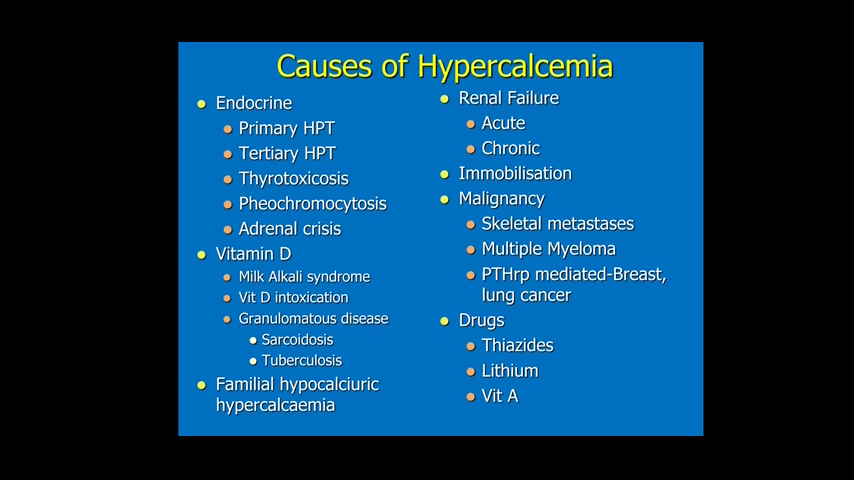 Causes of Hypercalcemia
Endocrine
Primary HPT
Tertiary HPT
Thyrotoxicosis
Pheochromocytosis
Adrenal crisis
Vitamin D
Milk Alkali syndrome
Vit D intoxication
Granulomatous disease
Sarcoidosis
Tuberculosis
Familial hypocalciuric
hypercalcaemia
Renal Failure
Acute
Chronic
Immobilisation
Malignancy
Skeletal metastases
Multiple Myeloma
PTHrp mediated-Breast,
lung cancer
Drugs
Thiazides
Lithium
Vit A